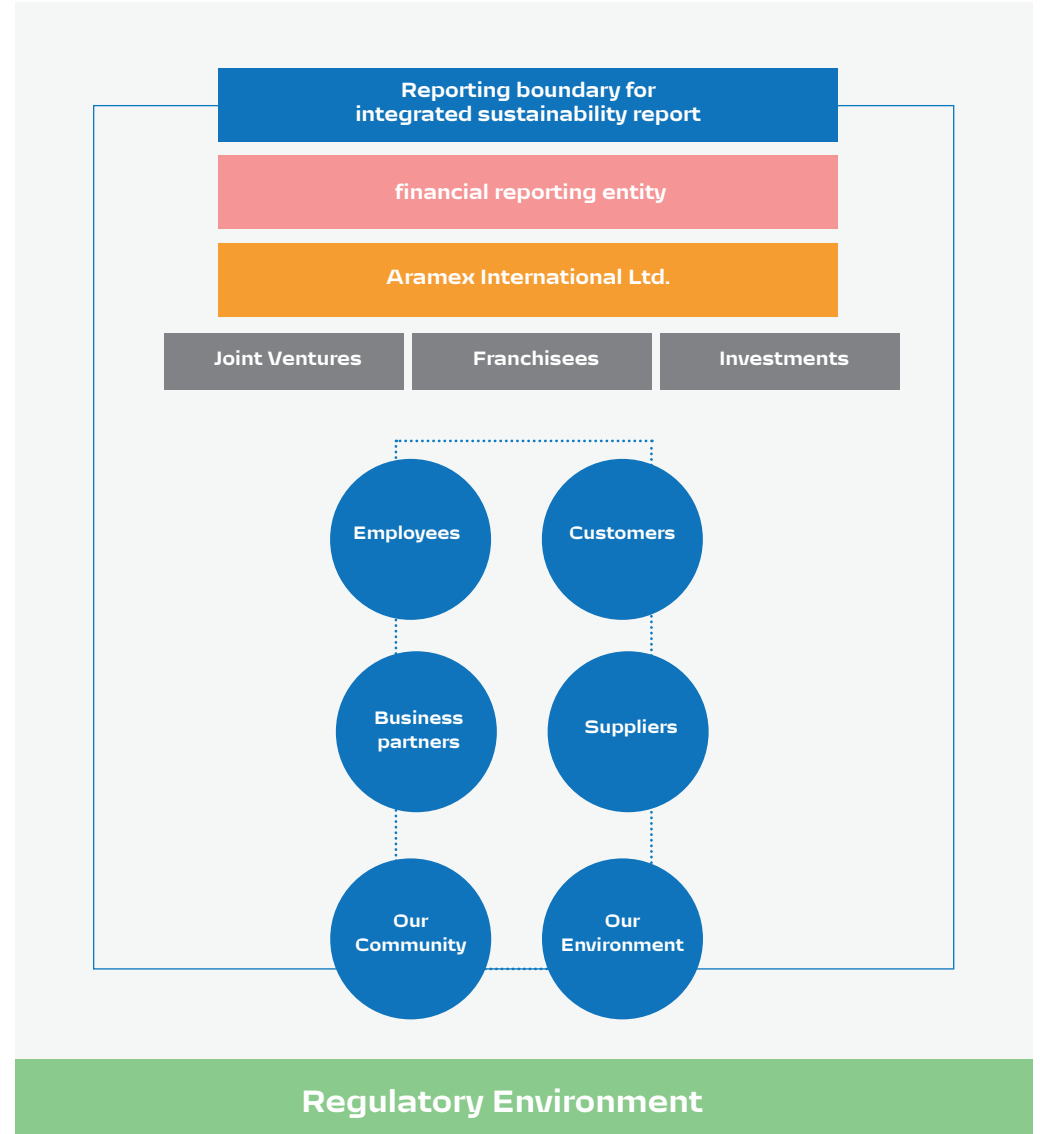 Reporting boundary for
integrated sustainability report
financial reporting entity
Aramex International Ltd.
Joint Ventures
Franchisees
Investments
Employees
Customers
Business
partners
Suppliers
Our
Community
Our
Environment
Regulatory Environment